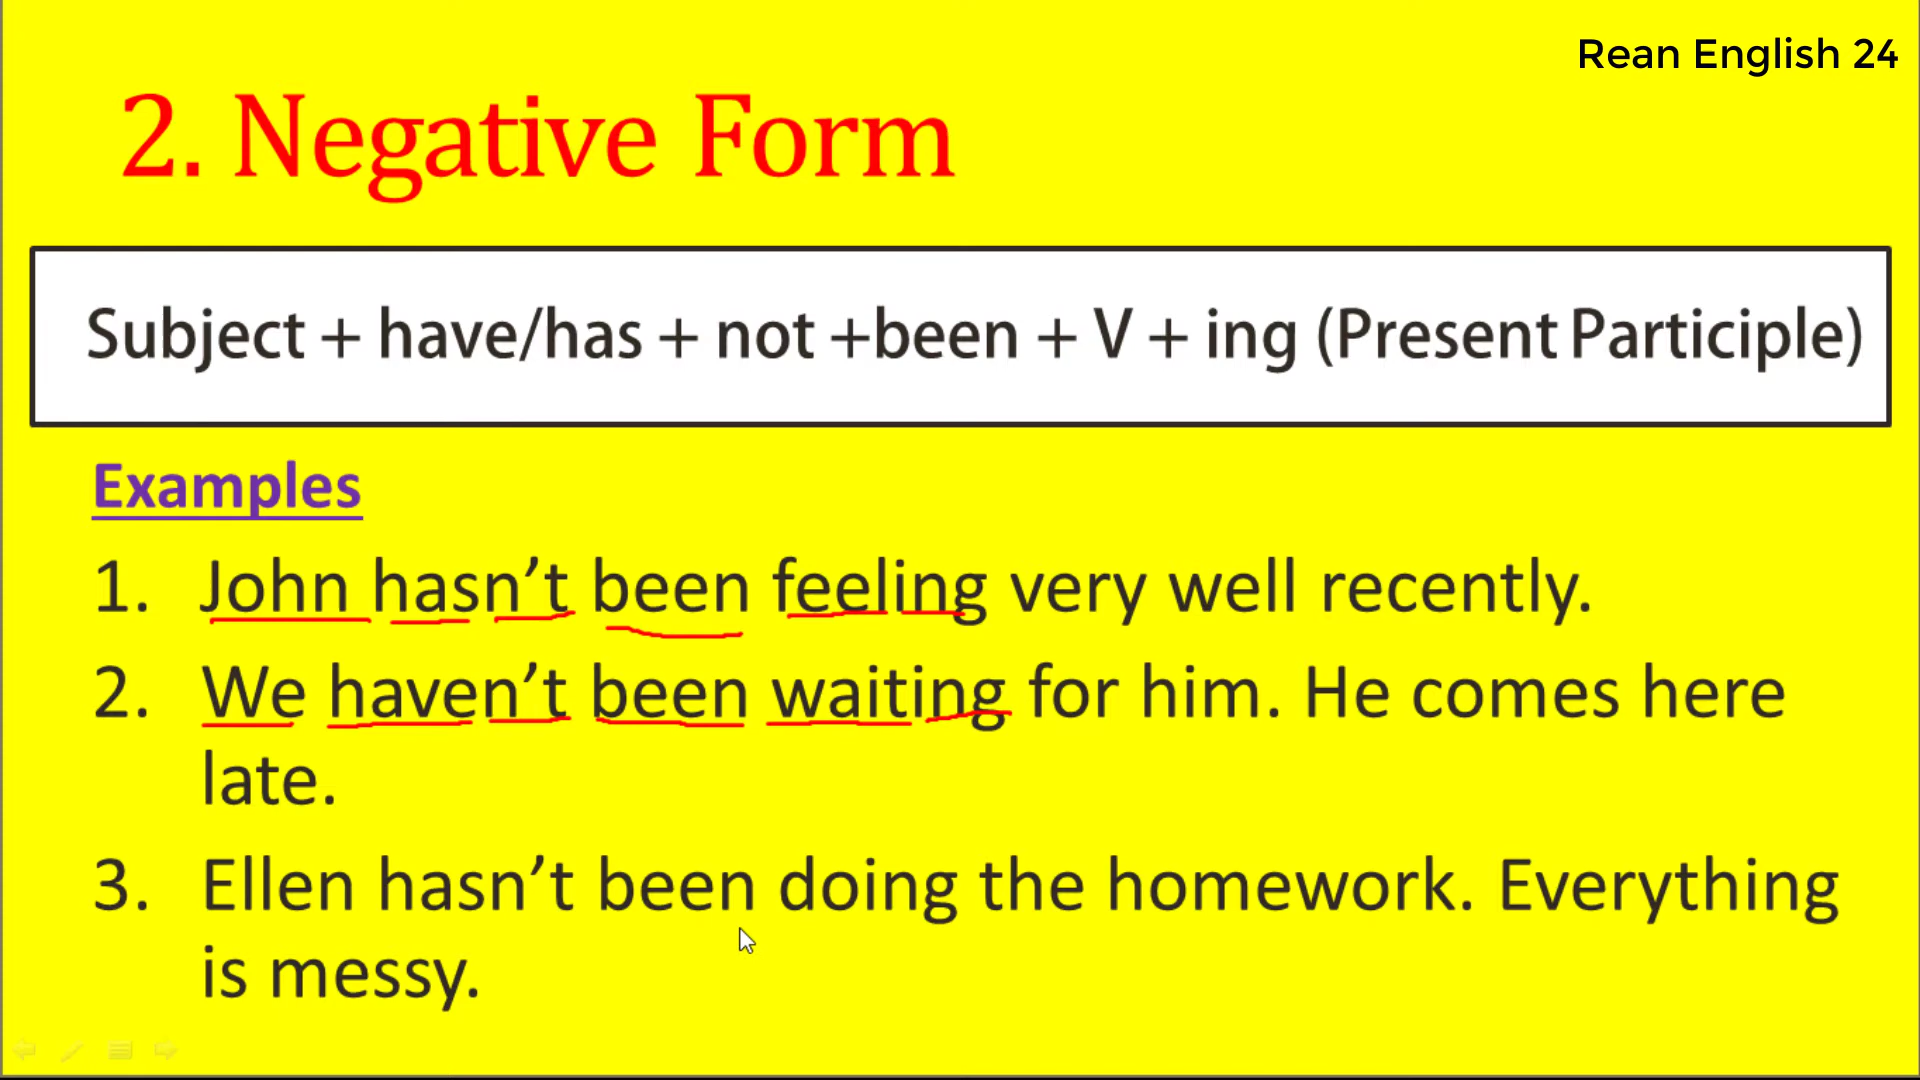 Rean English 24
2. Negative Form
Subject + have/has + not +been + V + ing (Present Participle)
Examples
1. John hasn’t been feeling very well recently.
2. We haven’t been waiting for him. He comes here
late.
3. Ellen hasn’t been doing the homework. Everything
is messy.